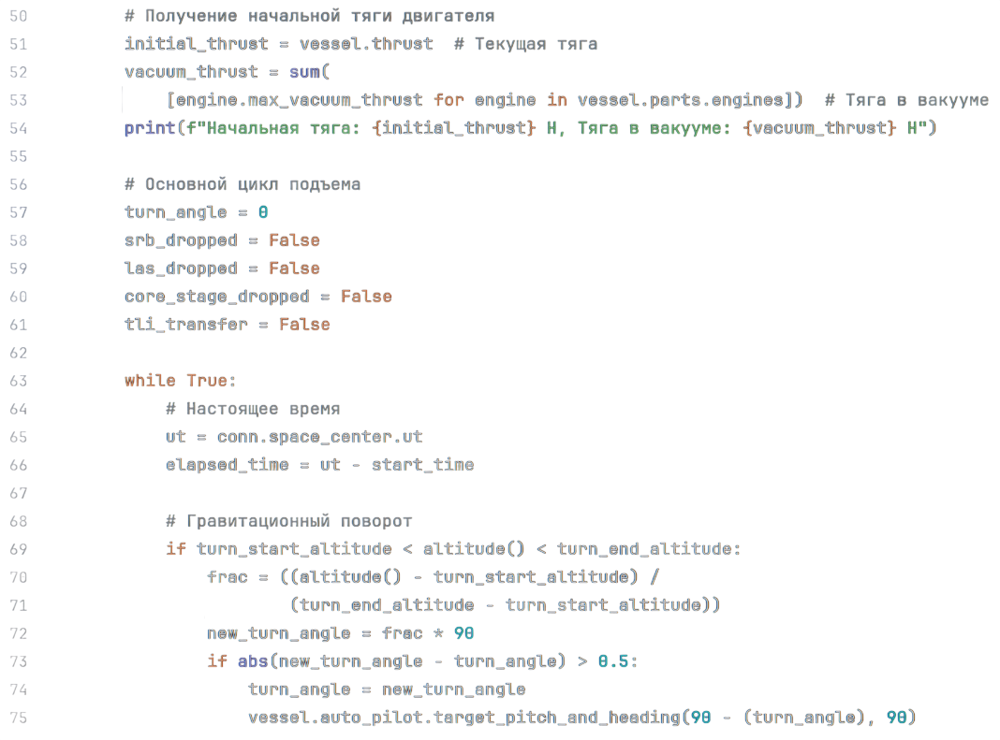 50 # Получение начальной тяги двигателя
51 initial_thrust = vessel.thrust  # Текущая тяга
52 vacuum_thrust = sum(
53     [engine.max_vacuum_thrust for engine in vessel.parts.engines])  # Тяга в вакууме
54 print(f"Начальная тяга: {initial_thrust} Н, Тяга в вакууме: {vacuum_thrust} Н")
55
56 # Основной цикл подъема
57 turn_angle = 0
58 srb_dropped = False
59 las_dropped = False
60 core_stage_dropped = False
61 tli_transfer = False
62
63 while True:
64     # Настоящее время
65     ut = conn.space_center.ut
66     elapsed_time = ut - start_time
67
68     # Гравитационный поворот
69     if turn_start_altitude < altitude() < turn_end_altitude:
70         frac = ((altitude() - turn_start_altitude) /
71                 (turn_end_altitude - turn_start_altitude))
72         new_turn_angle = frac * 90
73         if abs(new_turn_angle - turn_angle) > 0.5:
74             turn_angle = new_turn_angle
75             vessel.auto_pilot.target_pitch_and_heading(90 - (turn_angle), 90)